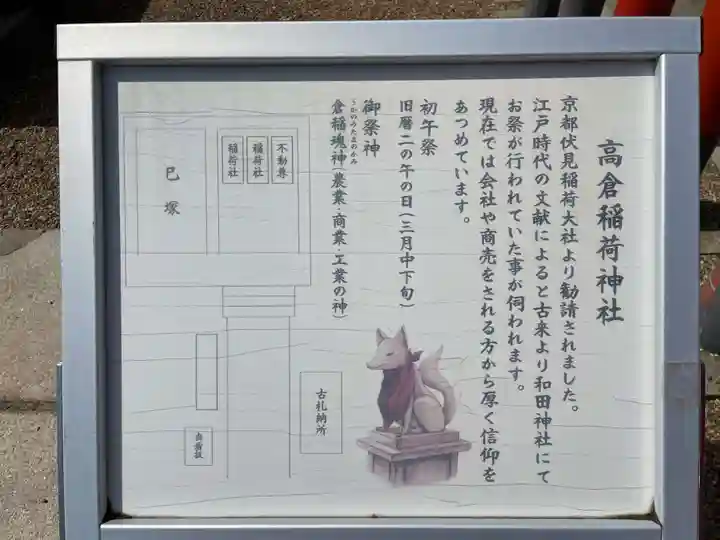 高倉稲荷神社
京都伏見稲荷大社より勧請されました。
江戸時代の文献によると古来より和田神社にて
お祭が行われていた事が伺われます。
現在では会社や商売をされる方から厚く信仰を
あつめています。
初午祭
旧暦二の午の日(三月中下旬)
御祭神
うかのみたまのかみ
倉稲魂神(農業・商業・工業の神)
不動尊
稲荷社
稲荷社
巳塚
古札納所